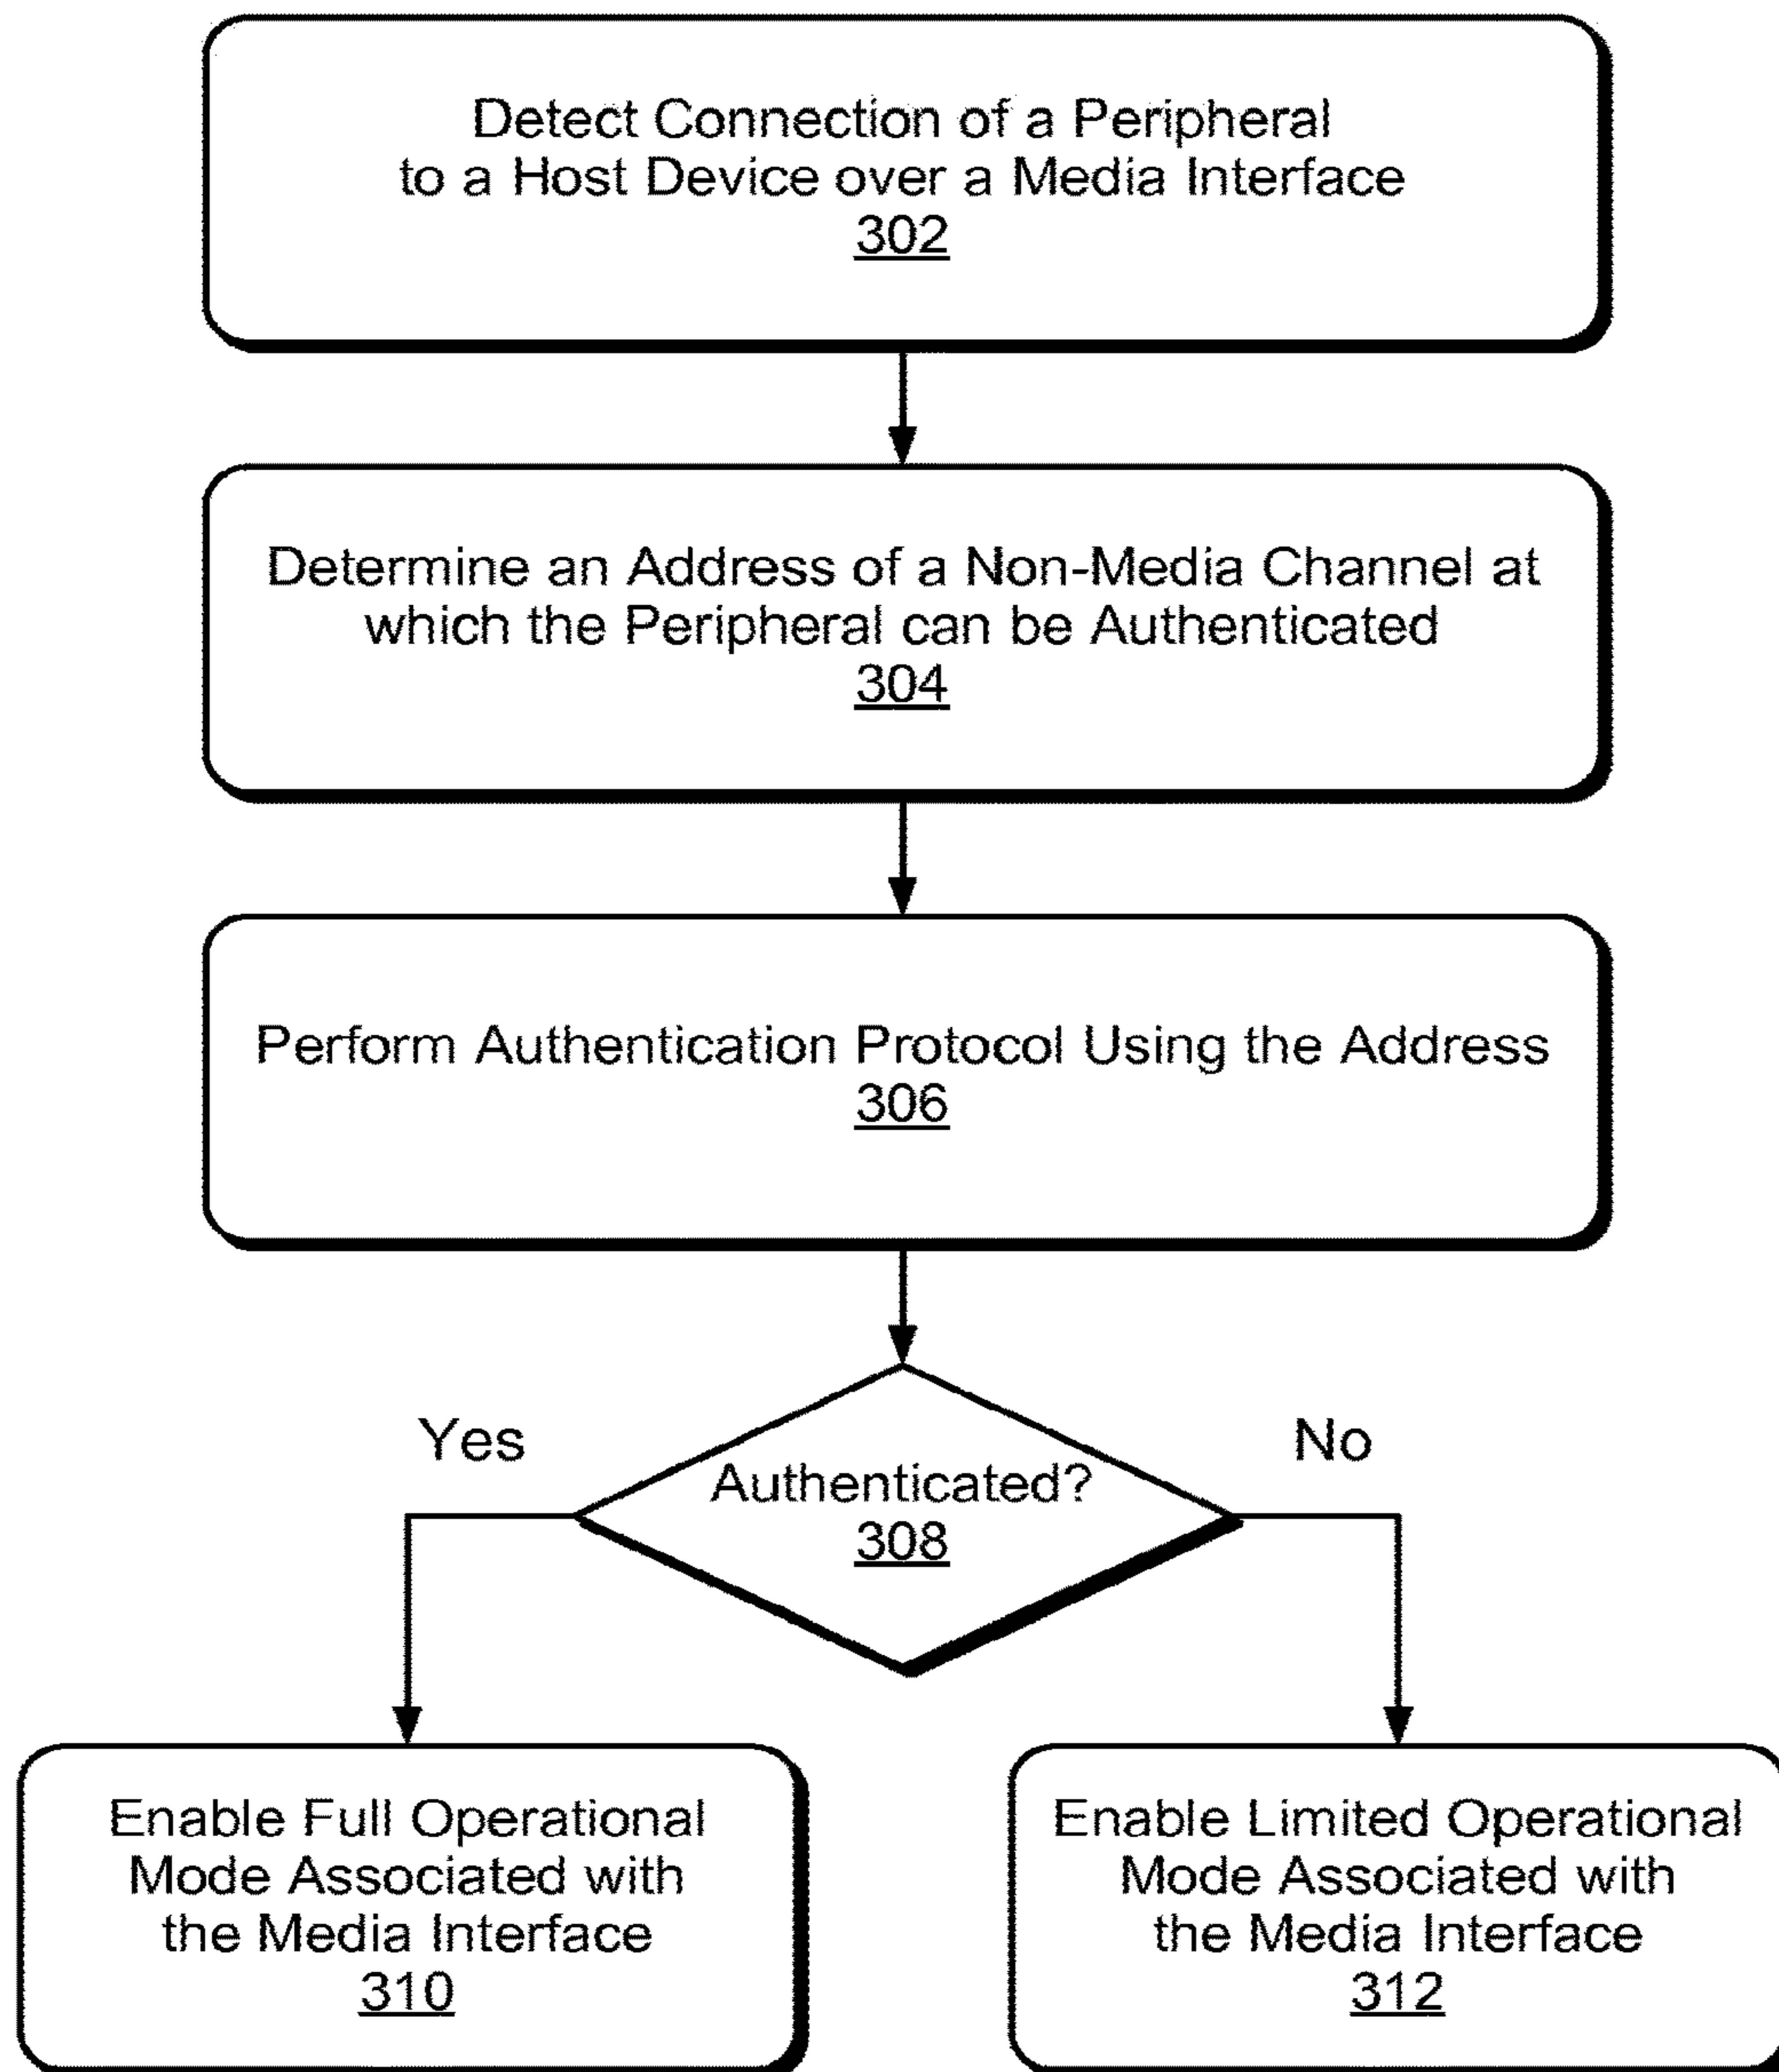 Detect Connection of a Peripheral
to a Host Device over a Media Interface
302
Determine an Address of a Non-Media Channel at
which the Peripheral can be Authenticated
304
Perform Authentication Protocol Using the Address
306
Yes
No
Authenticated?
308
Enable Full Operational
Mode Associated with
the Media Interface
310
Enable Limited Operational
Mode Associated with
the Media Interface
312